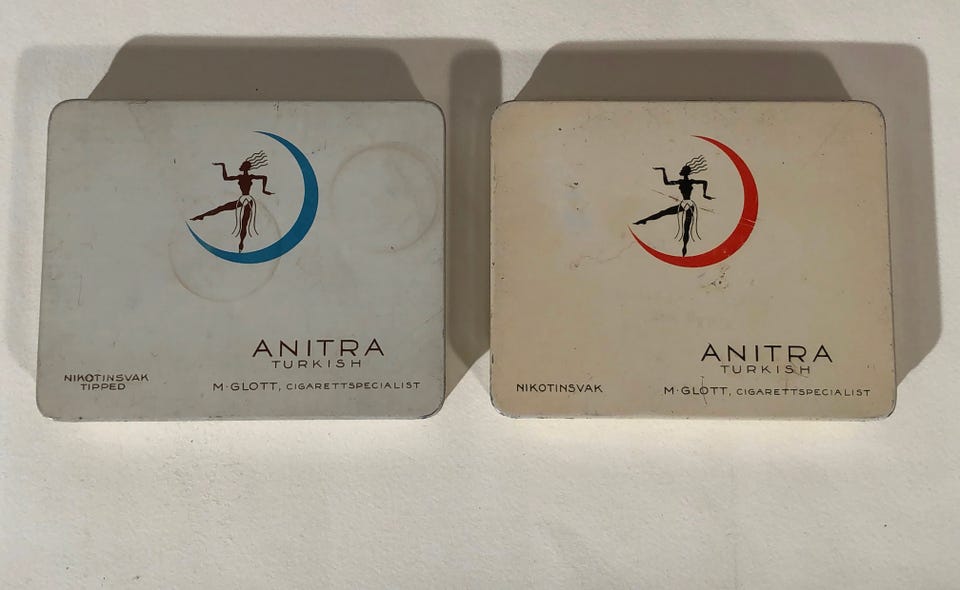 ANITRA
TURKISH
NIKOTINSVAK
TIPPED
M·GLOTT, CIGARETTSPECIALIST
ANITRA
TURKISH
NIKOTINSVAK
M·GLOTT, CIGARETTSPECIALIST